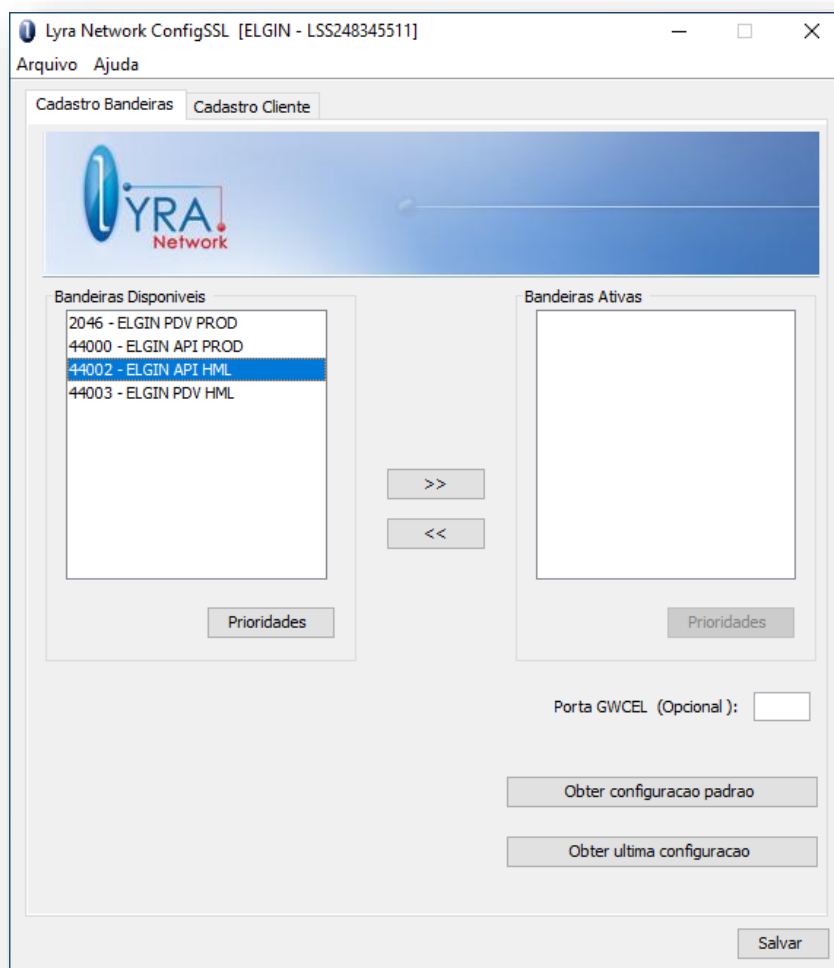 Lyra Network ConfigSSL [ELGIN - LSS248345511]
Arquivo Ajuda
Cadastro Bandeiras Cadastro Cliente
LYRA
Network
Bandeiras Disponiveis
2046 - ELGIN PDV PROD
44000 - ELGIN API PROD
44002 - ELGIN API HML
44003 - ELGIN PDV HML
Prioridades
>>
<<
Bandeiras Ativas
Prioridades
Porta GWCEL (Opcional ):
Obter configuracao padrao
Obter ultima configuracao
Salvar